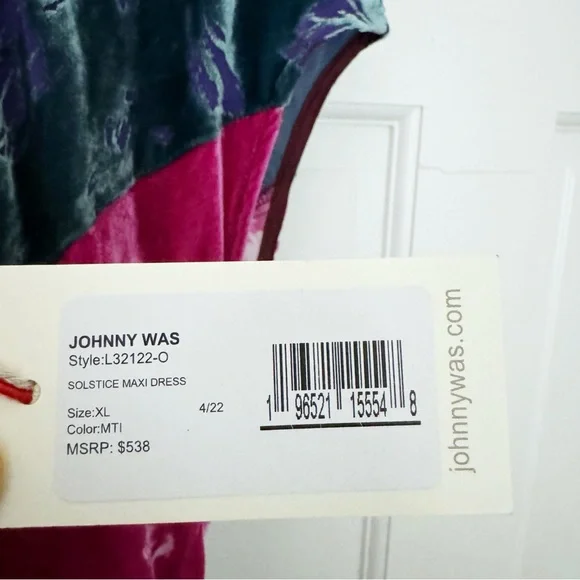 JOHNNY WAS
Style:L32122-O
SOLSTICE MAXI DRESS
Size:XL 4/22
Color:MTI
MSRP: $538
1 96521 15554 8
johnnywas.com